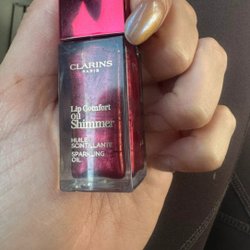 CLARINS
PARIS
Lip Comfort
Oil
Shimmer
HUILE
SCINTILLANTE
SPARKLING
OIL